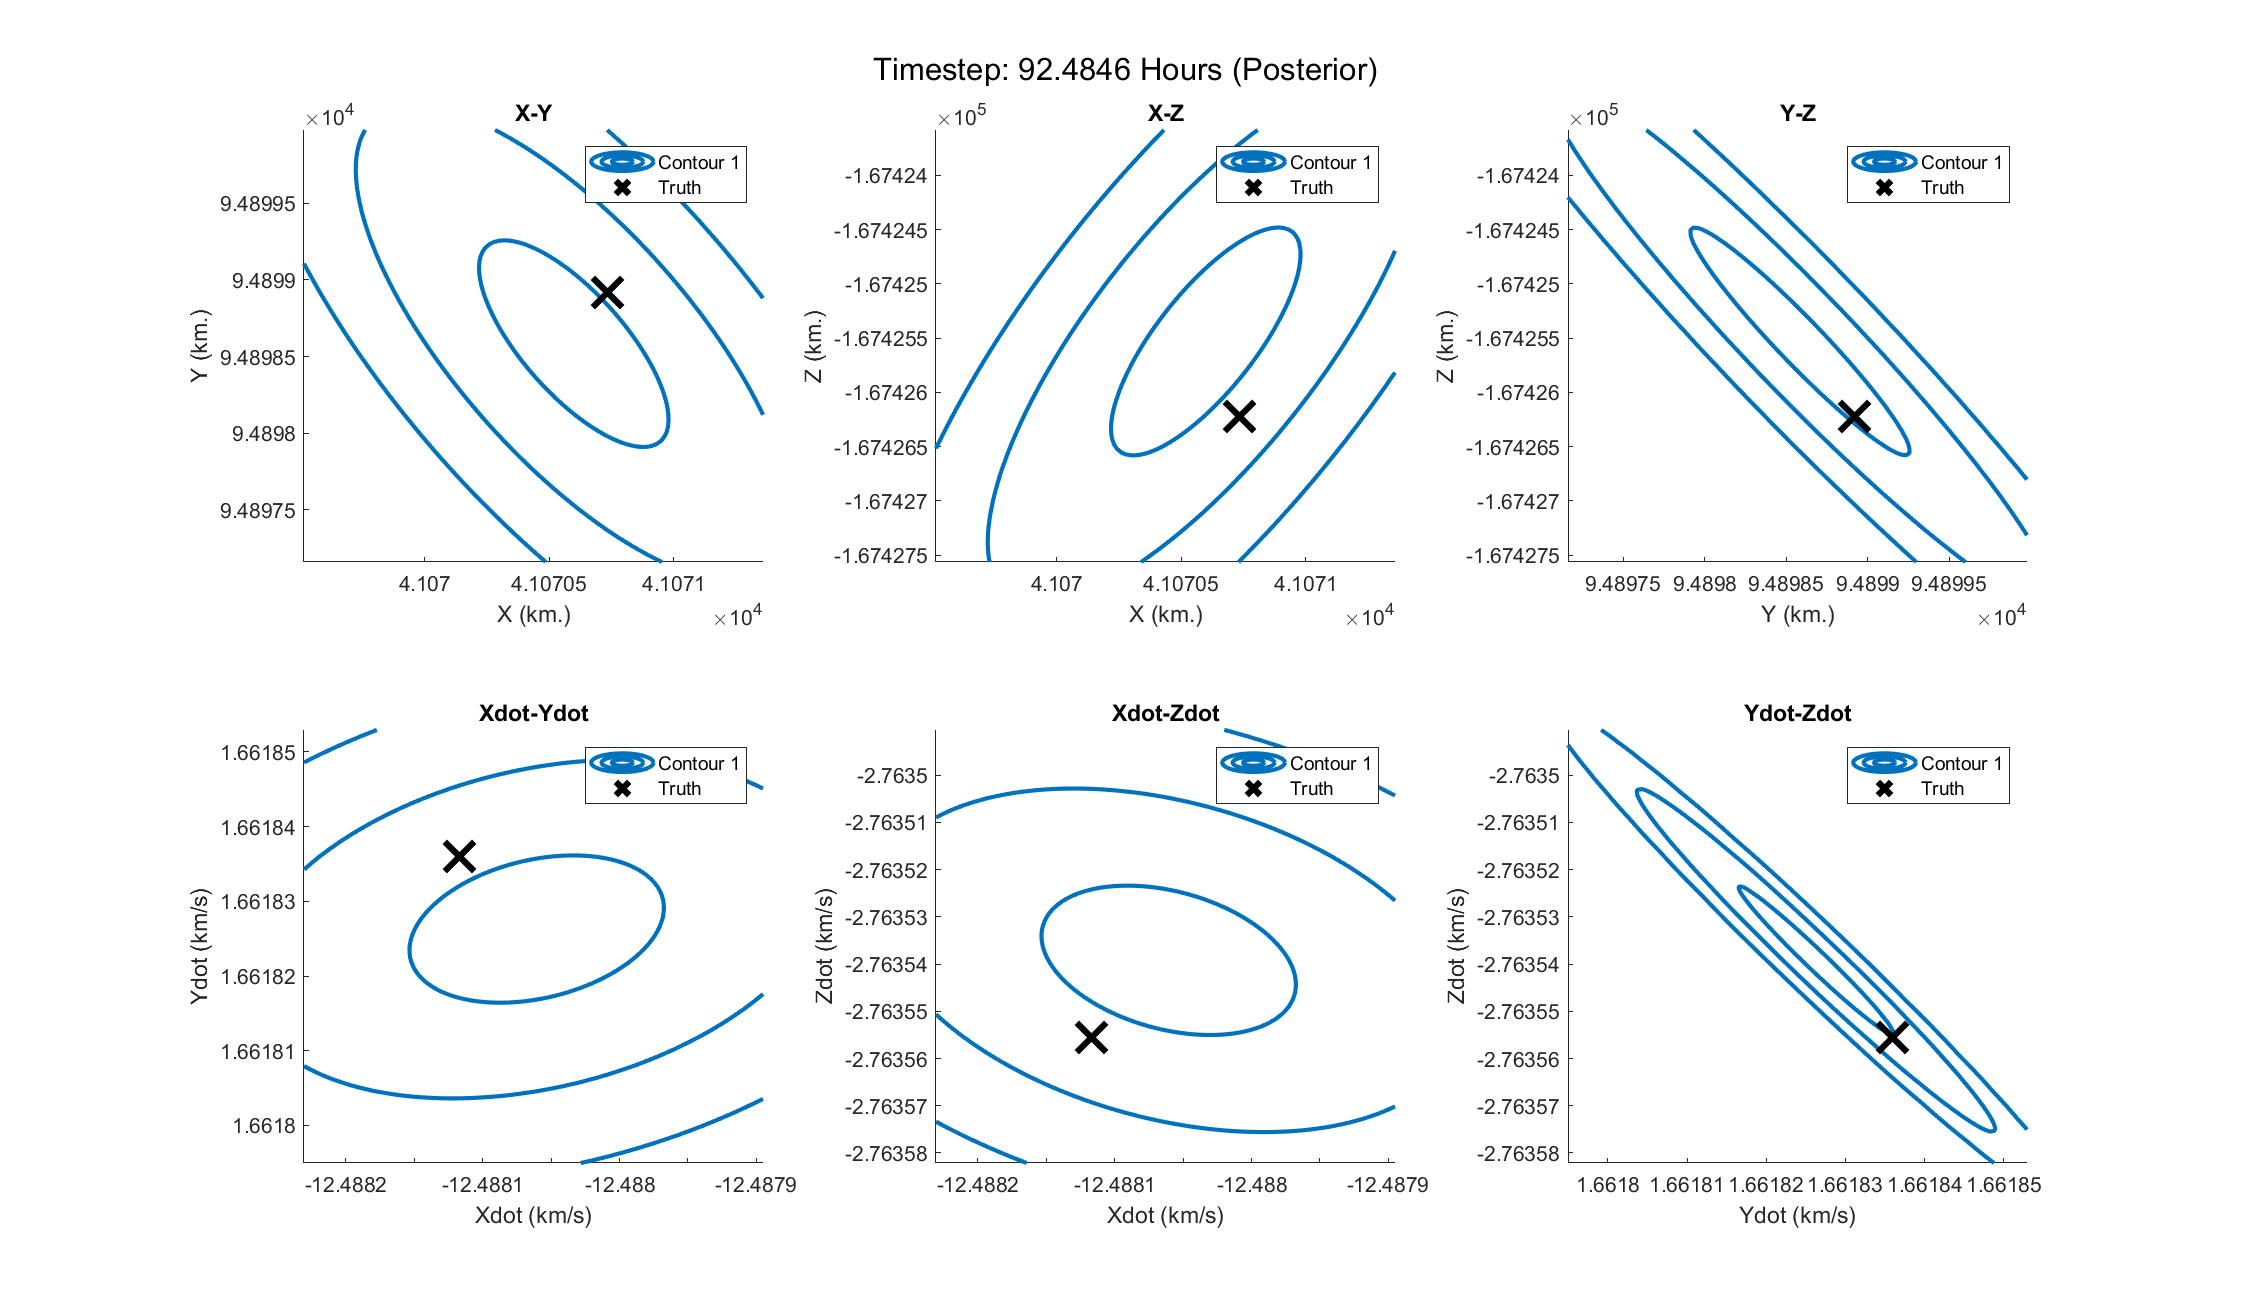 Timestep: 92.4846 Hours (Posterior)
X-Y
×10^4
Contour 1
Truth
9.48995
9.4899
9.48985
9.4898
9.48975
Y (km.)
4.107 4.10705 4.1071
X (km.)
×10^4
X-Z
×10^5
Contour 1
Truth
-1.67424
-1.674245
-1.67425
-1.674255
-1.67426
-1.674265
-1.67427
-1.674275
Z (km.)
4.107 4.10705 4.1071
X (km.)
×10^4
Y-Z
×10^5
Contour 1
Truth
-1.67424
-1.674245
-1.67425
-1.674255
-1.67426
-1.674265
-1.67427
-1.674275
Z (km.)
9.48975 9.4898 9.48985 9.4899 9.48995
Y (km.)
×10^4
Xdot-Ydot
Contour 1
Truth
1.66185
1.66184
1.66183
1.66182
1.66181
1.6618
Ydot (km/s)
-12.4882 -12.4881 -12.488 -12.4879
Xdot (km/s)
Xdot-Zdot
Contour 1
Truth
-2.7635
-2.76351
-2.76352
-2.76353
-2.76354
-2.76355
-2.76356
-2.76357
-2.76358
Zdot (km/s)
-12.4882 -12.4881 -12.488 -12.4879
Xdot (km/s)
Ydot-Zdot
Contour 1
Truth
-2.7635
-2.76351
-2.76352
-2.76353
-2.76354
-2.76355
-2.76356
-2.76357
-2.76358
Zdot (km/s)
1.6618 1.66181 1.66182 1.66183 1.66184 1.66185
Ydot (km/s)